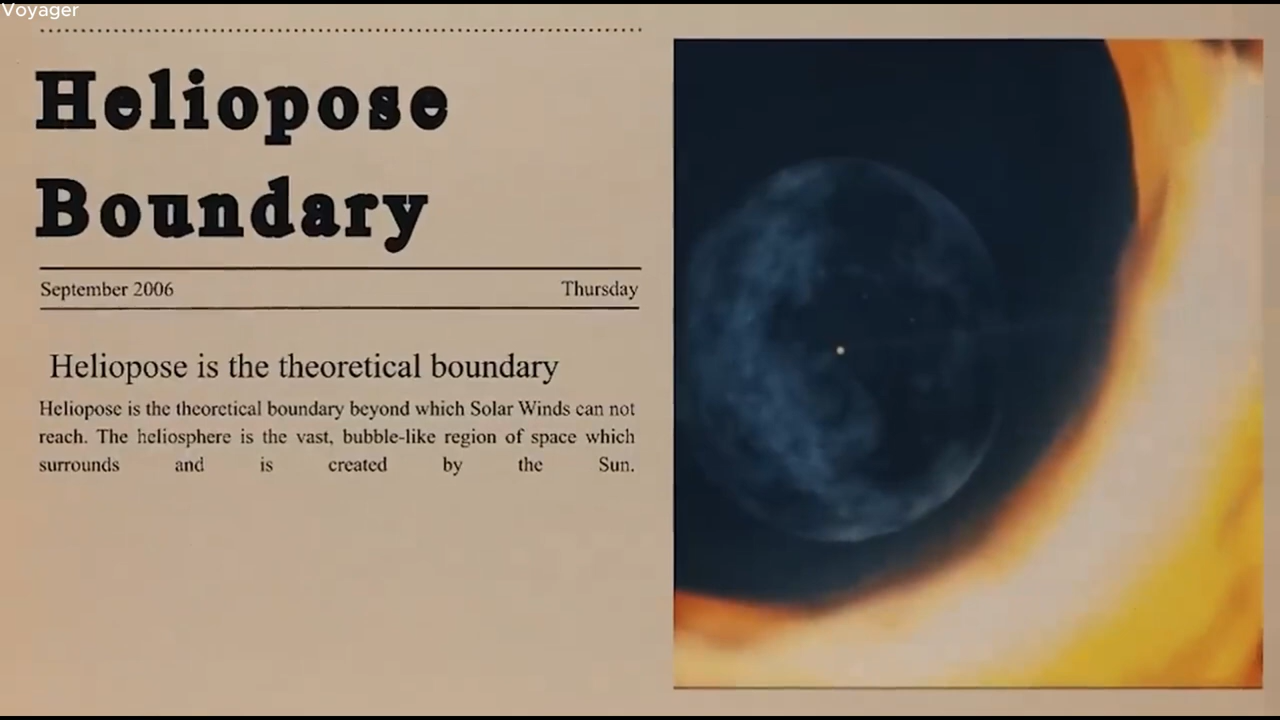 Voyager
Heliopose
Boundary
September 2006 Thursday
Heliopose is the theoretical boundary
Heliopose is the theoretical boundary beyond which Solar Winds can not
reach. The heliosphere is the vast, bubble-like region of space which
surrounds and is created by the Sun.